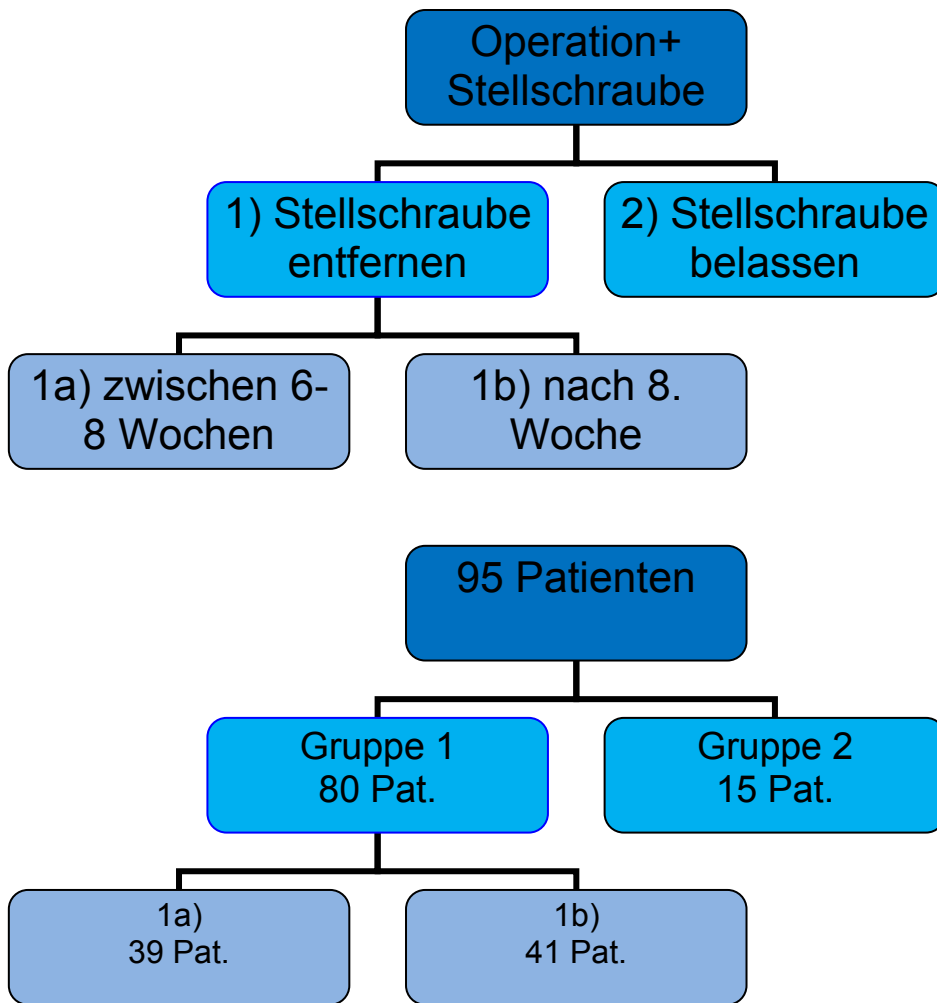 Operation+
Stellschraube
1) Stellschraube
entfernen
2) Stellschraube
belassen
1a) zwischen 6-
8 Wochen
1b) nach 8.
Woche
95 Patienten
Gruppe 1
80 Pat.
Gruppe 2
15 Pat.
1a)
39 Pat.
1b)
41 Pat.